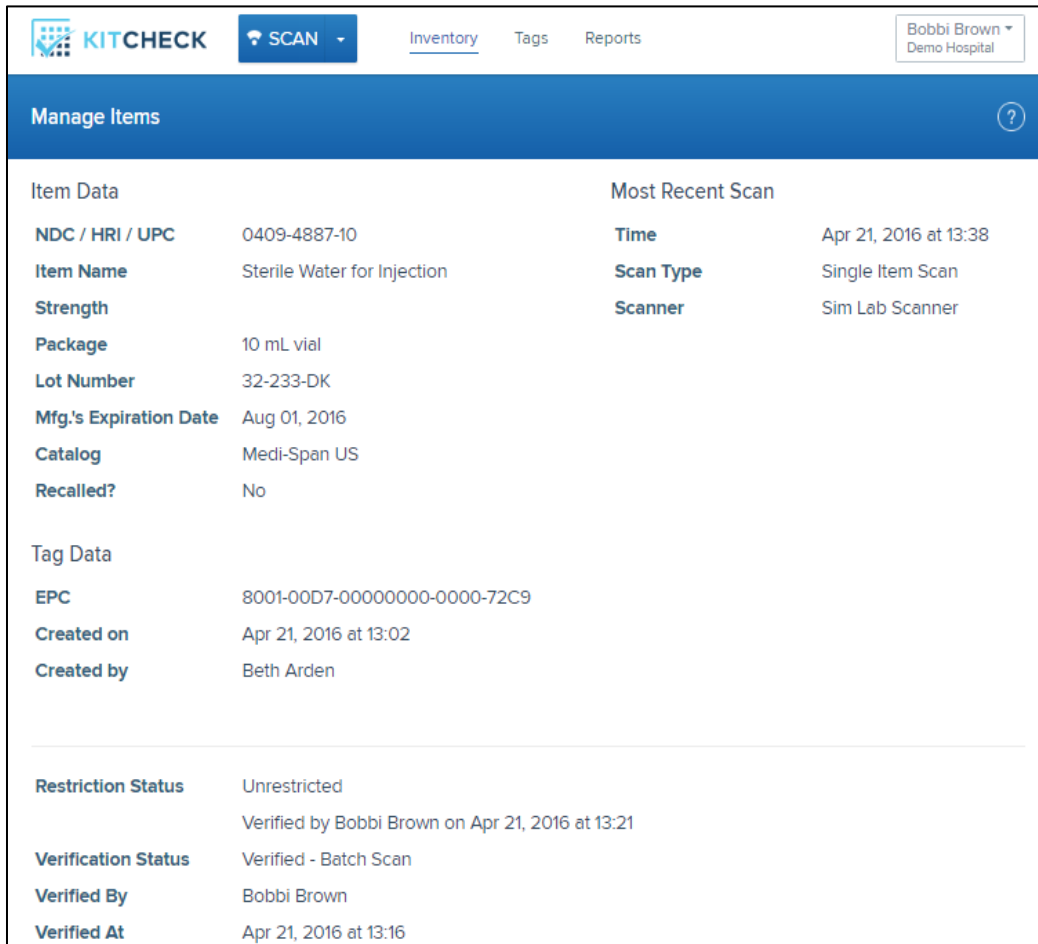 KITCHECK SCAN Inventory Tags Reports Bobbi Brown
Demo Hospital
Manage Items ?
Item Data
NDC / HRI / UPC 0409-4887-10
Item Name Sterile Water for Injection
Strength
Package 10 mL vial
Lot Number 32-233-DK
Mfg.'s Expiration Date Aug 01, 2016
Catalog Medi-Span US
Recalled? No
Most Recent Scan
Time Apr 21, 2016 at 13:38
Scan Type Single Item Scan
Scanner Sim Lab Scanner
Tag Data
EPC 8001-00D7-00000000-0000-72C9
Created on Apr 21, 2016 at 13:02
Created by Beth Arden
Restriction Status Unrestricted
Verified by Bobbi Brown on Apr 21, 2016 at 13:21
Verification Status Verified - Batch Scan
Verified By Bobbi Brown
Verified At Apr 21, 2016 at 13:16